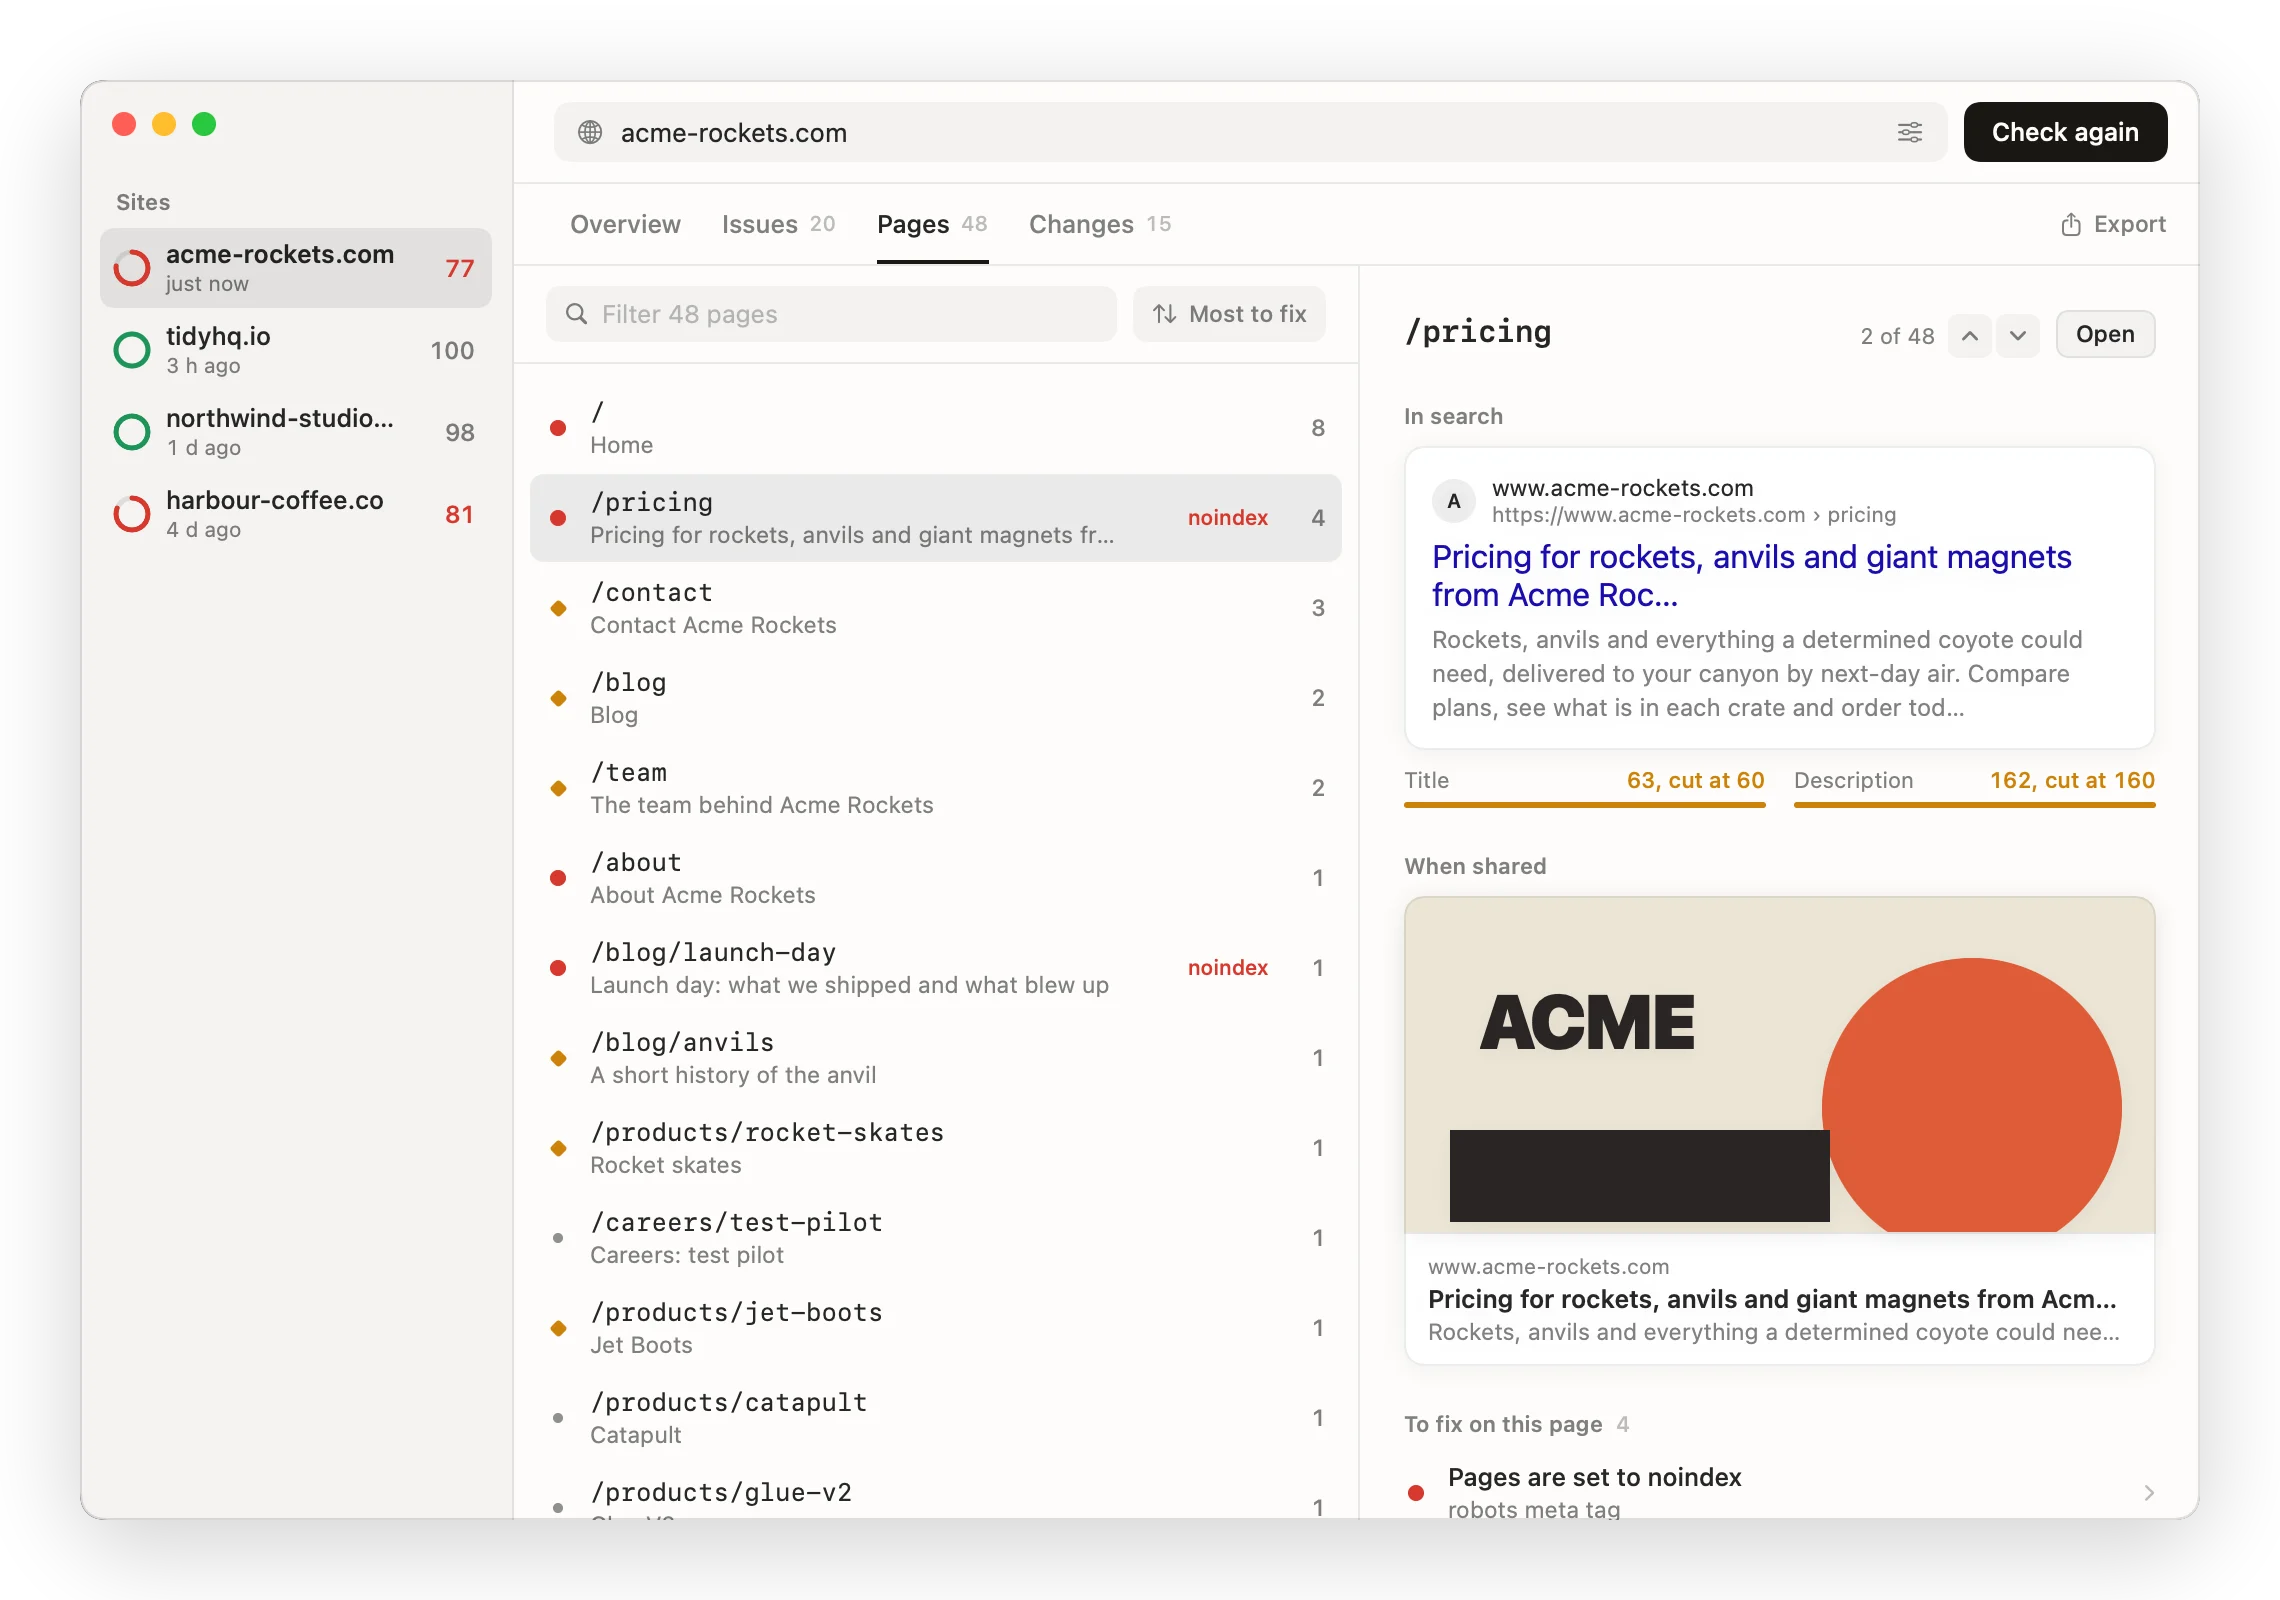 acme-rockets.com
Check again
Sites
acme-rockets.com
just now
77
tidyhq.io
3 h ago
100
northwind-studio...
1 d ago
98
harbour-coffee.co
4 d ago
81
Overview
Issues 20
Pages 48
Changes 15
Export
Filter 48 pages
Most to fix
/
Home
8
/pricing
Pricing for rockets, anvils and giant magnets fr...
noindex
4
/contact
Contact Acme Rockets
3
/blog
Blog
2
/team
The team behind Acme Rockets
2
/about
About Acme Rockets
1
/blog/launch-day
Launch day: what we shipped and what blew up
noindex
1
/blog/anvils
A short history of the anvil
1
/products/rocket-skates
Rocket skates
1
/careers/test-pilot
Careers: test pilot
1
/products/jet-boots
Jet Boots
1
/products/catapult
Catapult
1
/products/glue-v2
1
/pricing
2 of 48
Open
In search
A
www.acme-rockets.com
https://www.acme-rockets.com › pricing
Pricing for rockets, anvils and giant magnets
from Acme Roc...
Rockets, anvils and everything a determined coyote could
need, delivered to your canyon by next-day air. Compare
plans, see what is in each crate and order tod...
Title
63, cut at 60
Description
162, cut at 160
When shared
ACME
www.acme-rockets.com
Pricing for rockets, anvils and giant magnets from Acm...
Rockets, anvils and everything a determined coyote could nee...
To fix on this page 4
Pages are set to noindex
robots meta tag